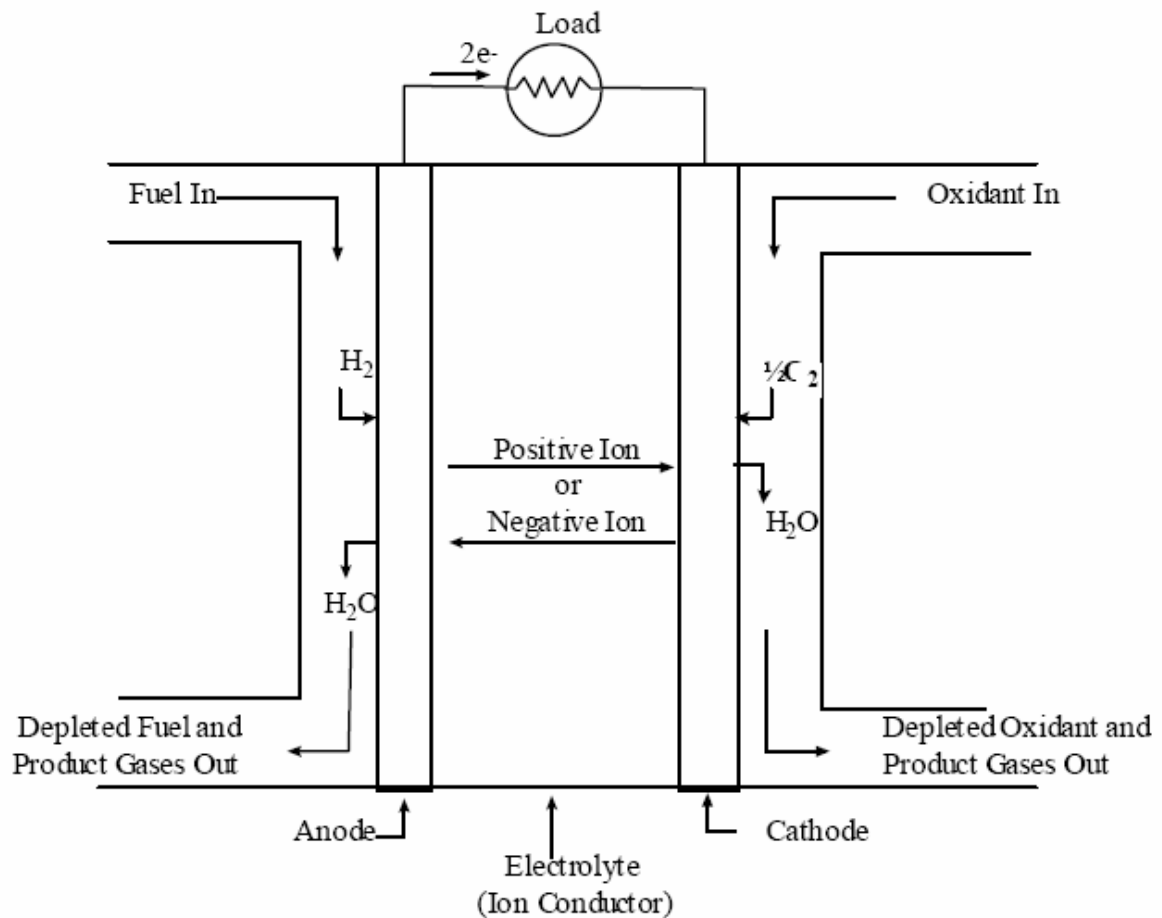 Load
2e-
Fuel In
Oxidant In
H₂
½O₂
Positive Ion
or
Negative Ion
H₂O
H₂O
Depleted Fuel and
Product Gases Out
Depleted Oxidant and
Product Gases Out
Anode
Cathode
Electrolyte
(Ion Conductor)